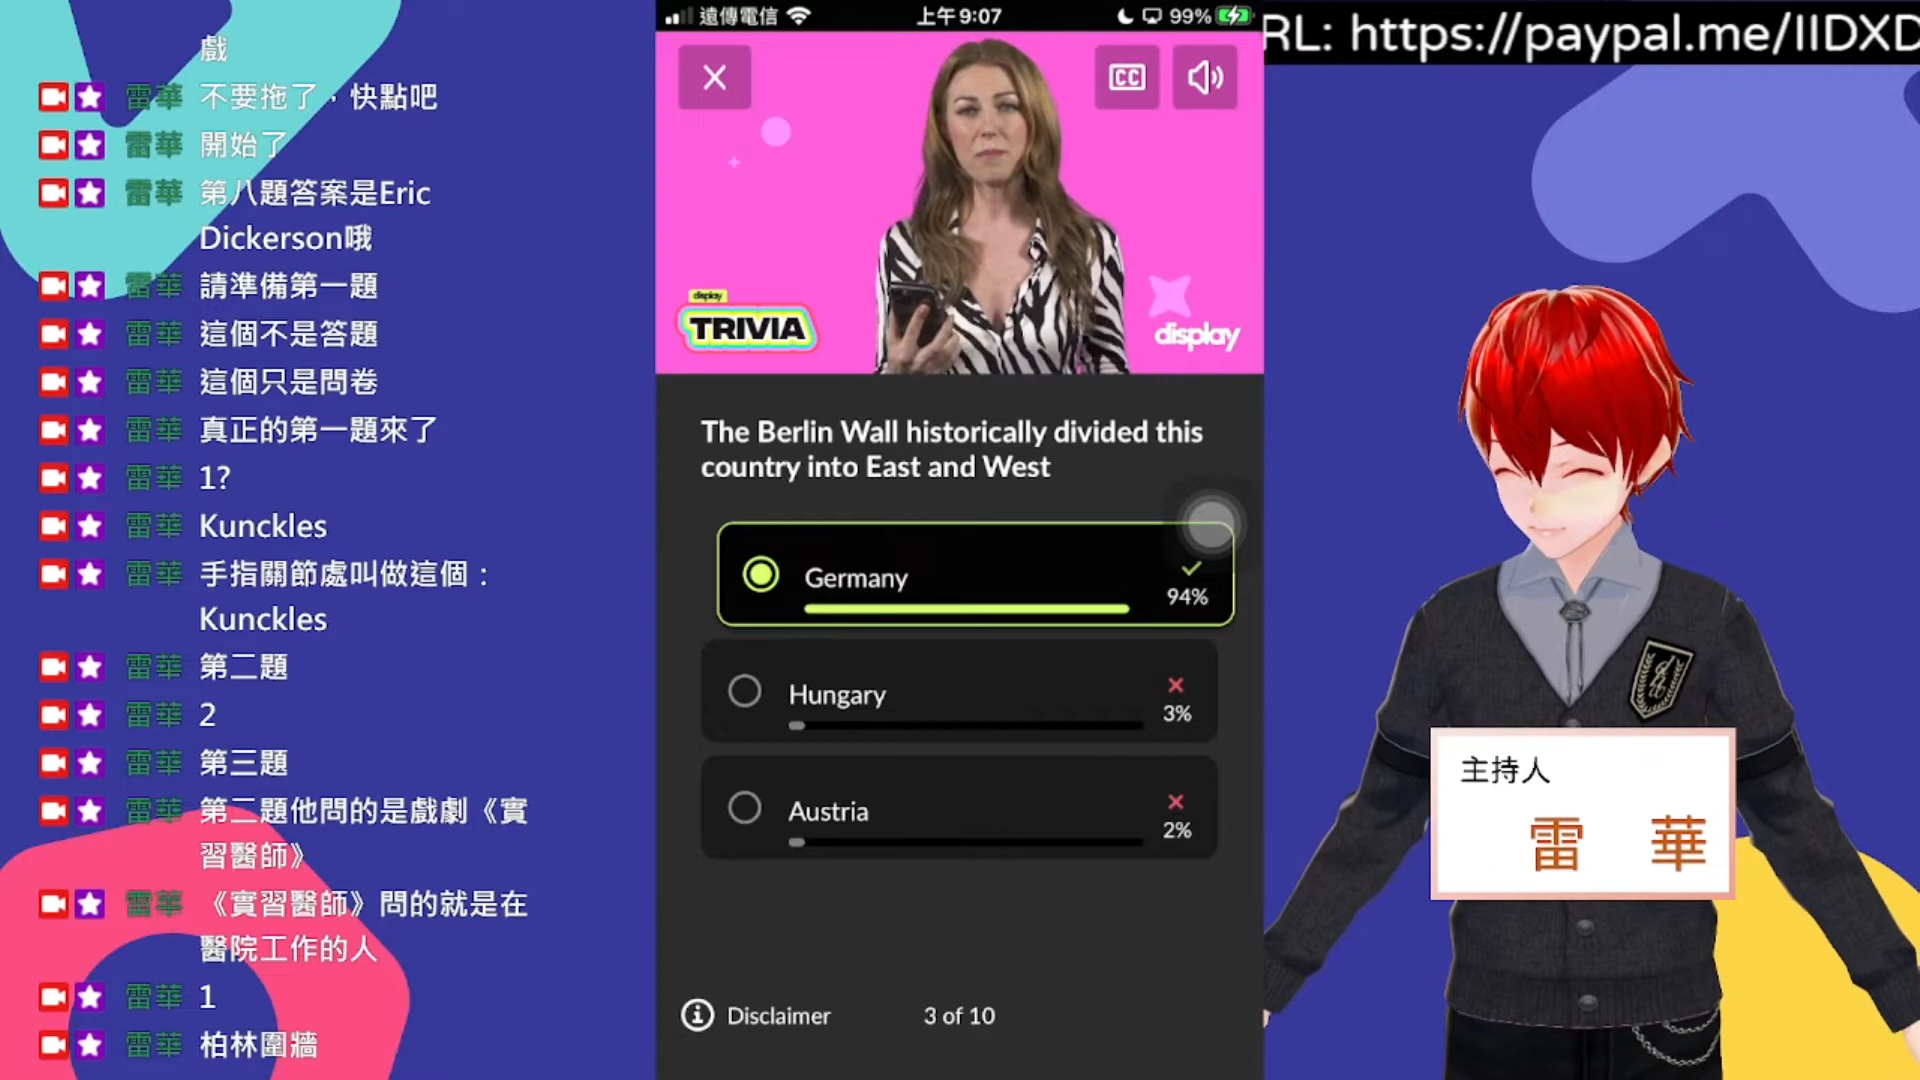 戲
雷華 不要拖了，快點吧
雷華 開始了
雷華 第八題答案是Eric
Dickerson哦
雷華 請準備第一題
雷華 這個不是答題
雷華 這個只是問卷
雷華 真正的第一題來了
雷華 1?
雷華 Kunckles
雷華 手指關節處叫做這個：
Kunckles
雷華 第二題
雷華 2
雷華 第三題
雷華 第二題他問的是戲劇《實
習醫師》
雷華 《實習醫師》問的就是在
醫院工作的人
雷華 1
雷華 柏林圍牆
遠傳電信 上午9:07 99%
CC
display
TRIVIA
display
The Berlin Wall historically divided this
country into East and West
Germany
94%
Hungary
3%
Austria
2%
Disclaimer 3 of 10
RL: https://paypal.me/IIDXD
主持人
雷 華